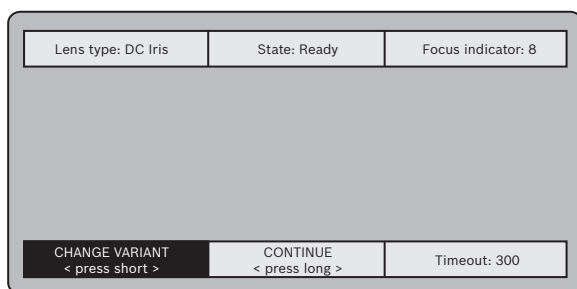 Lens type: DC Iris
State: Ready
Focus indicator: 8
CHANGE VARIANT
< press short >
CONTINUE
< press long >
Timeout: 300